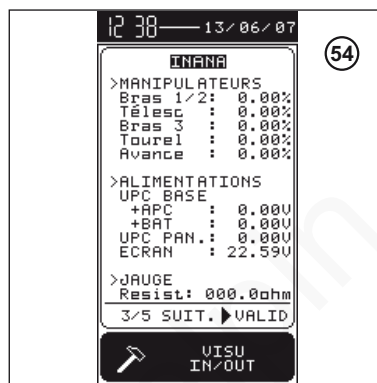 12 38 13/06/07
INANA
>MANIPULATEURS
Bras 1/2: 0.00%
Télesc : 0.00%
Bras 3 : 0.00%
Tourel : 0.00%
Avance : 0.00%
>ALIMENTATIONS
UPC BASE
+APC : 0.00V
+BAT : 0.00V
UPC PAN.: 0.00V
ECRAN : 22.59V
>JAUGE
Resist: 000.0ohm
3/5 SUIT.▶VALID
VISU
IN/OUT
54